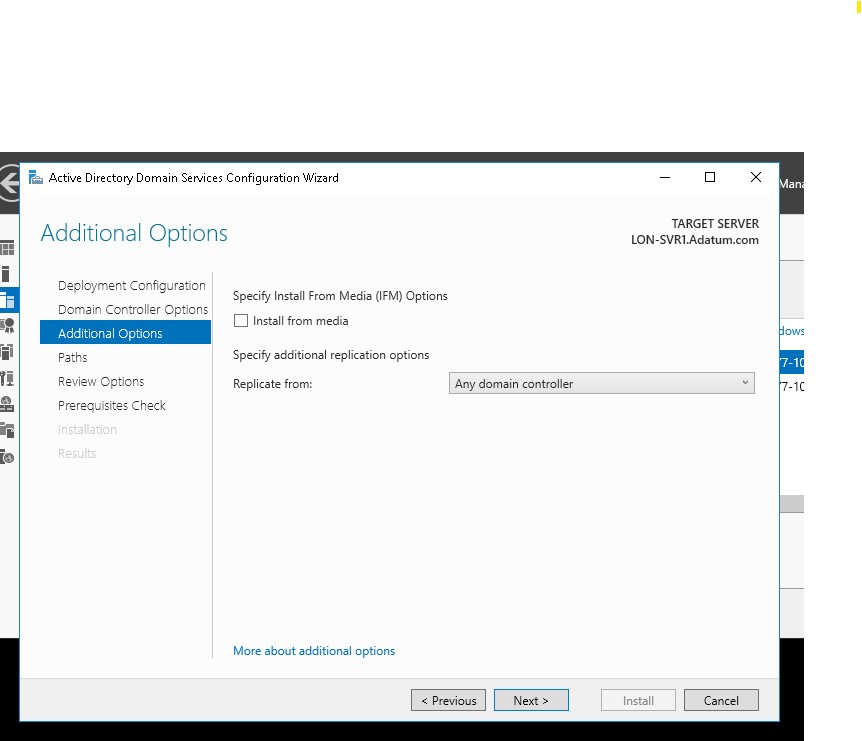 Active Directory Domain Services Configuration Wizard
Mana
Additional Options
TARGET SERVER
LON-SVR1.Adatum.com
Deployment Configuration
Domain Controller Options
Additional Options
Paths
Review Options
Prerequisites Check
Installation
Results
Specify Install From Media (IFM) Options
Install from media
Specify additional replication options
Replicate from:
Any domain controller
More about additional options
dows
77-10
77-10
< Previous
Next >
Install
Cancel